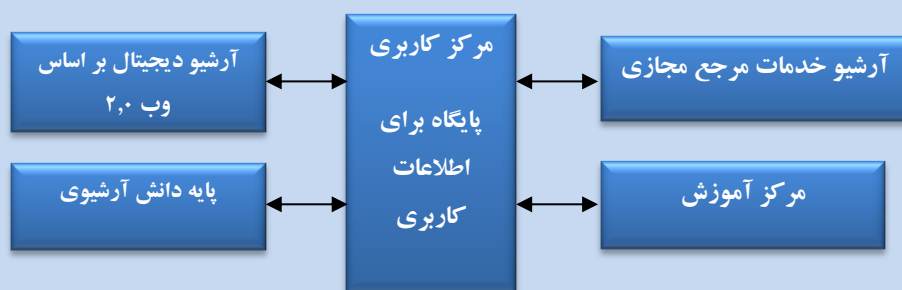 آرشیو خدمات مرجع مجازی
مرکز آموزش
مرکز کاربری
پایگاه برای
اطلاعات
کاربری
آرشیو دیجیتال بر اساس
وب ۲,۰
پایه دانش آرشیوی